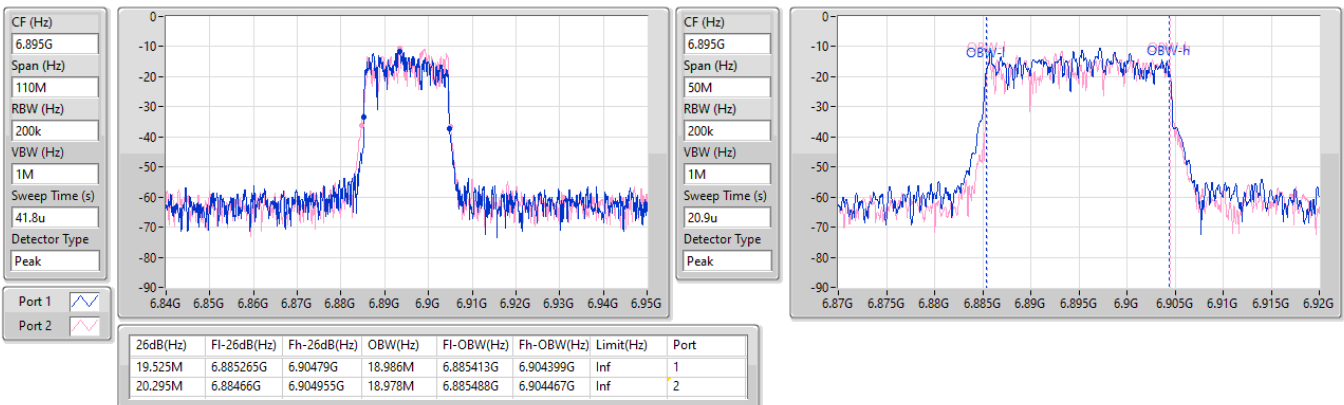 CF (Hz)
6.895G
Span (Hz)
110M
RBW (Hz)
200k
VBW (Hz)
1M
Sweep Time (s)
41.8u
Detector Type
Peak
0
-10
-20
-30
-40
-50
-60
-70
-80
-90
6.84G 6.85G 6.86G 6.87G 6.88G 6.89G 6.9G 6.91G 6.92G 6.93G 6.94G 6.95G
CF (Hz)
6.895G
Span (Hz)
50M
RBW (Hz)
200k
VBW (Hz)
1M
Sweep Time (s)
20.9u
Detector Type
Peak
0
-10
-20
-30
-40
-50
-60
-70
-80
-90
OBW-l OBW-h
6.87G 6.875G 6.88G 6.885G 6.89G 6.895G 6.9G 6.905G 6.91G 6.915G 6.92G
Port 1
Port 2
26dB(Hz) Fl-26dB(Hz) Fh-26dB(Hz) OBW(Hz) Fl-OBW(Hz) Fh-OBW(Hz) Limit(Hz) Port
19.525M 6.885265G 6.90479G 18.986M 6.885413G 6.904399G Inf 1
20.295M 6.88466G 6.904955G 18.978M 6.885488G 6.904467G Inf 2